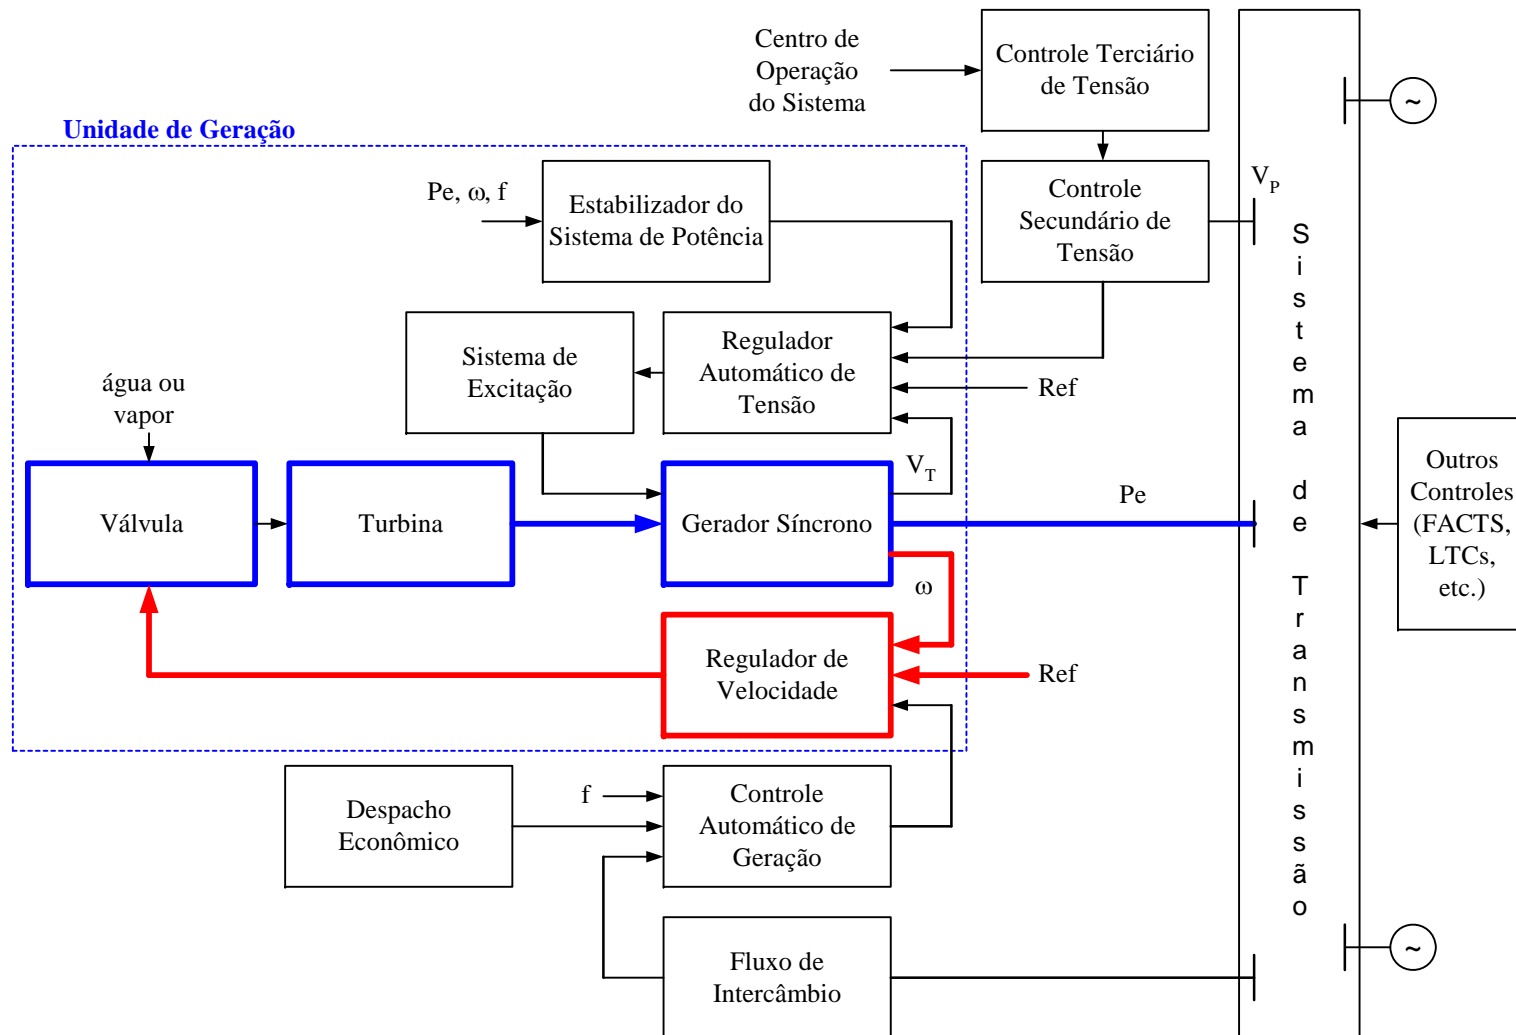 Centro de
Operação
do Sistema
Controle Terciário
de Tensão
~
Unidade de Geração
Pe, ω, f
Estabilizador do
Sistema de Potência
Controle
Secundário de
Tensão
V_P
Sistema de Transmissão
Sistema de
Excitação
Regulador
Automático de
Tensão
Ref
água ou
vapor
Válvula
Turbina
Gerador Síncrono
V_T
Pe
Outros
Controles
(FACTS,
LTCs,
etc.)
ω
Regulador de
Velocidade
Ref
Despacho
Econômico
f
Controle
Automático de
Geração
Fluxo de
Intercâmbio
~